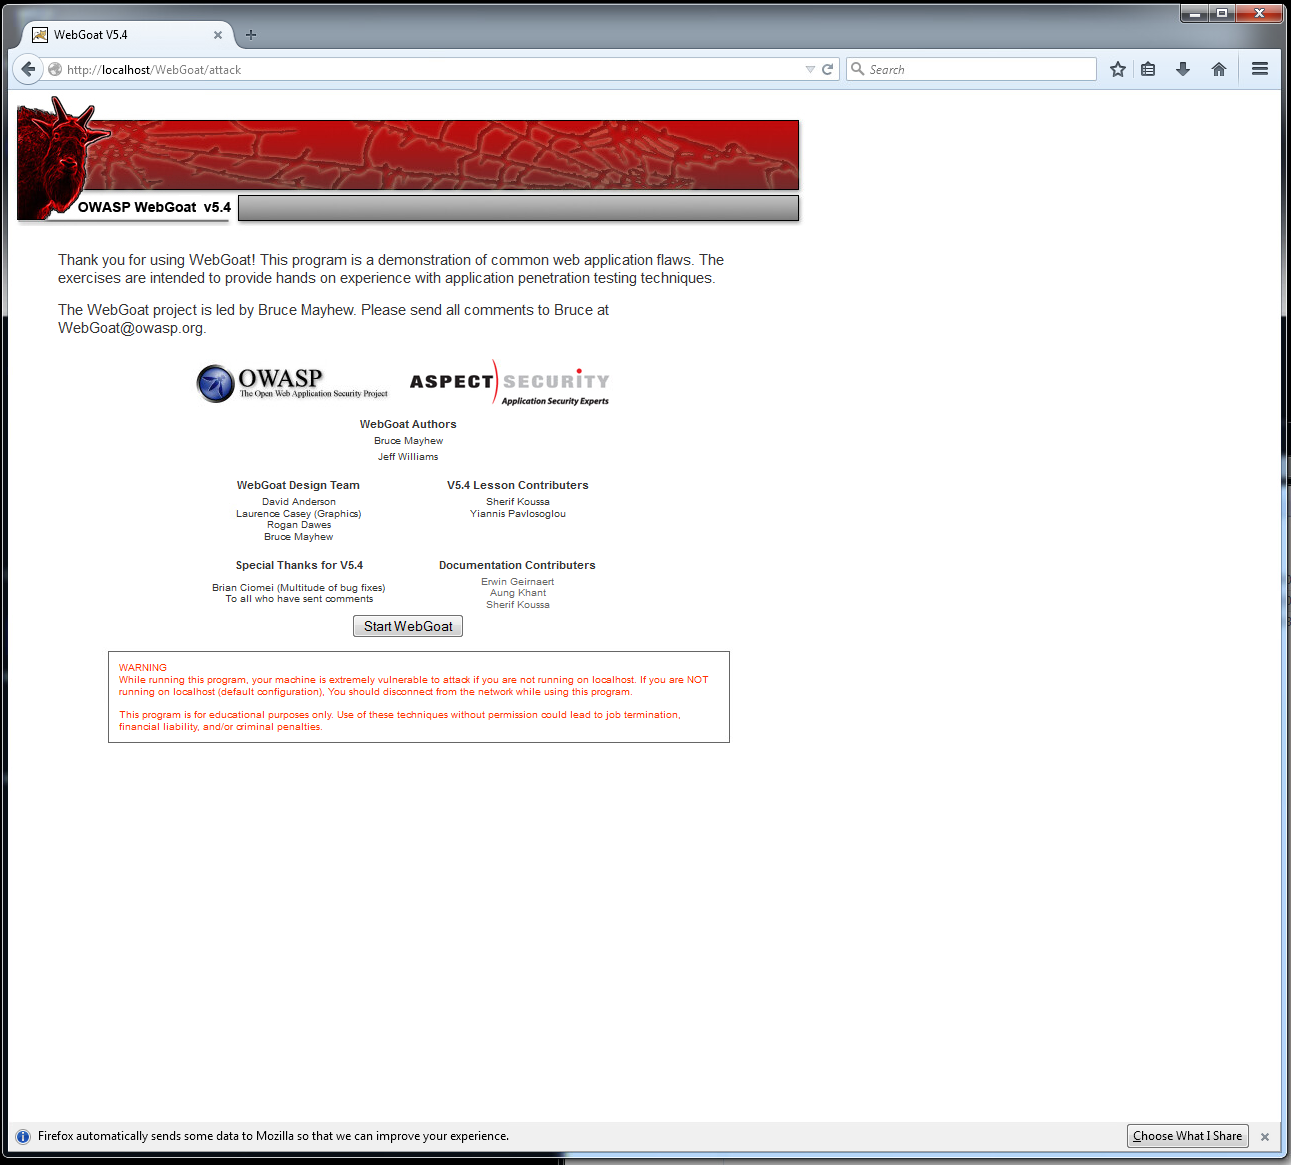 WebGoat V5.4
http://localhost/WebGoat/attack
Search
OWASP WebGoat v5.4
Thank you for using WebGoat! This program is a demonstration of common web application flaws. The
exercises are intended to provide hands on experience with application penetration testing techniques.
The WebGoat project is led by Bruce Mayhew. Please send all comments to Bruce at
WebGoat@owasp.org.
OWASP
The Open Web Application Security Project
ASPECT SECURITY
Application Security Experts
WebGoat Authors
Bruce Mayhew
Jeff Williams
WebGoat Design Team
David Anderson
Laurence Casey (Graphics)
Rogan Dawes
Bruce Mayhew
V5.4 Lesson Contributers
Sherif Koussa
Yiannis Pavlosoglou
Special Thanks for V5.4
Brian Ciomei (Multitude of bug fixes)
To all who have sent comments
Documentation Contributers
Erwin Geirnaert
Aung Khant
Sherif Koussa
Start WebGoat
WARNING
While running this program, your machine is extremely vulnerable to attack if you are not running on localhost. If you are NOT
running on localhost (default configuration), You should disconnect from the network while using this program.
This program is for educational purposes only. Use of these techniques without permission could lead to job termination,
financial liability, and/or criminal penalties.
Firefox automatically sends some data to Mozilla so that we can improve your experience.
Choose What I Share